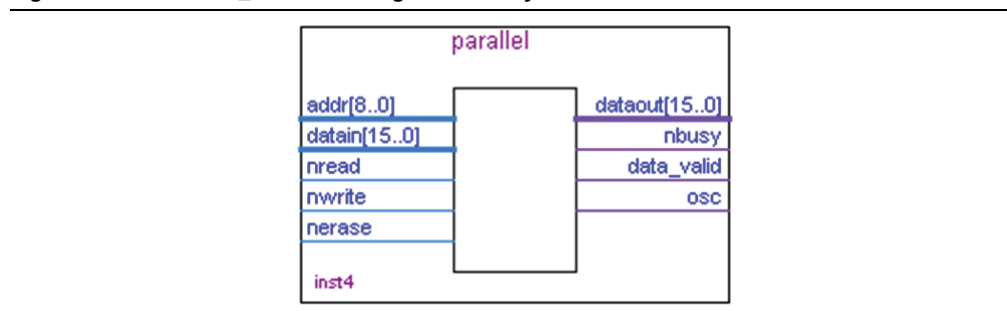 parallel
addr[8..0]
datain[15..0]
nread
nwrite
nerase
dataout[15..0]
nbusy
data_valid
osc
inst4